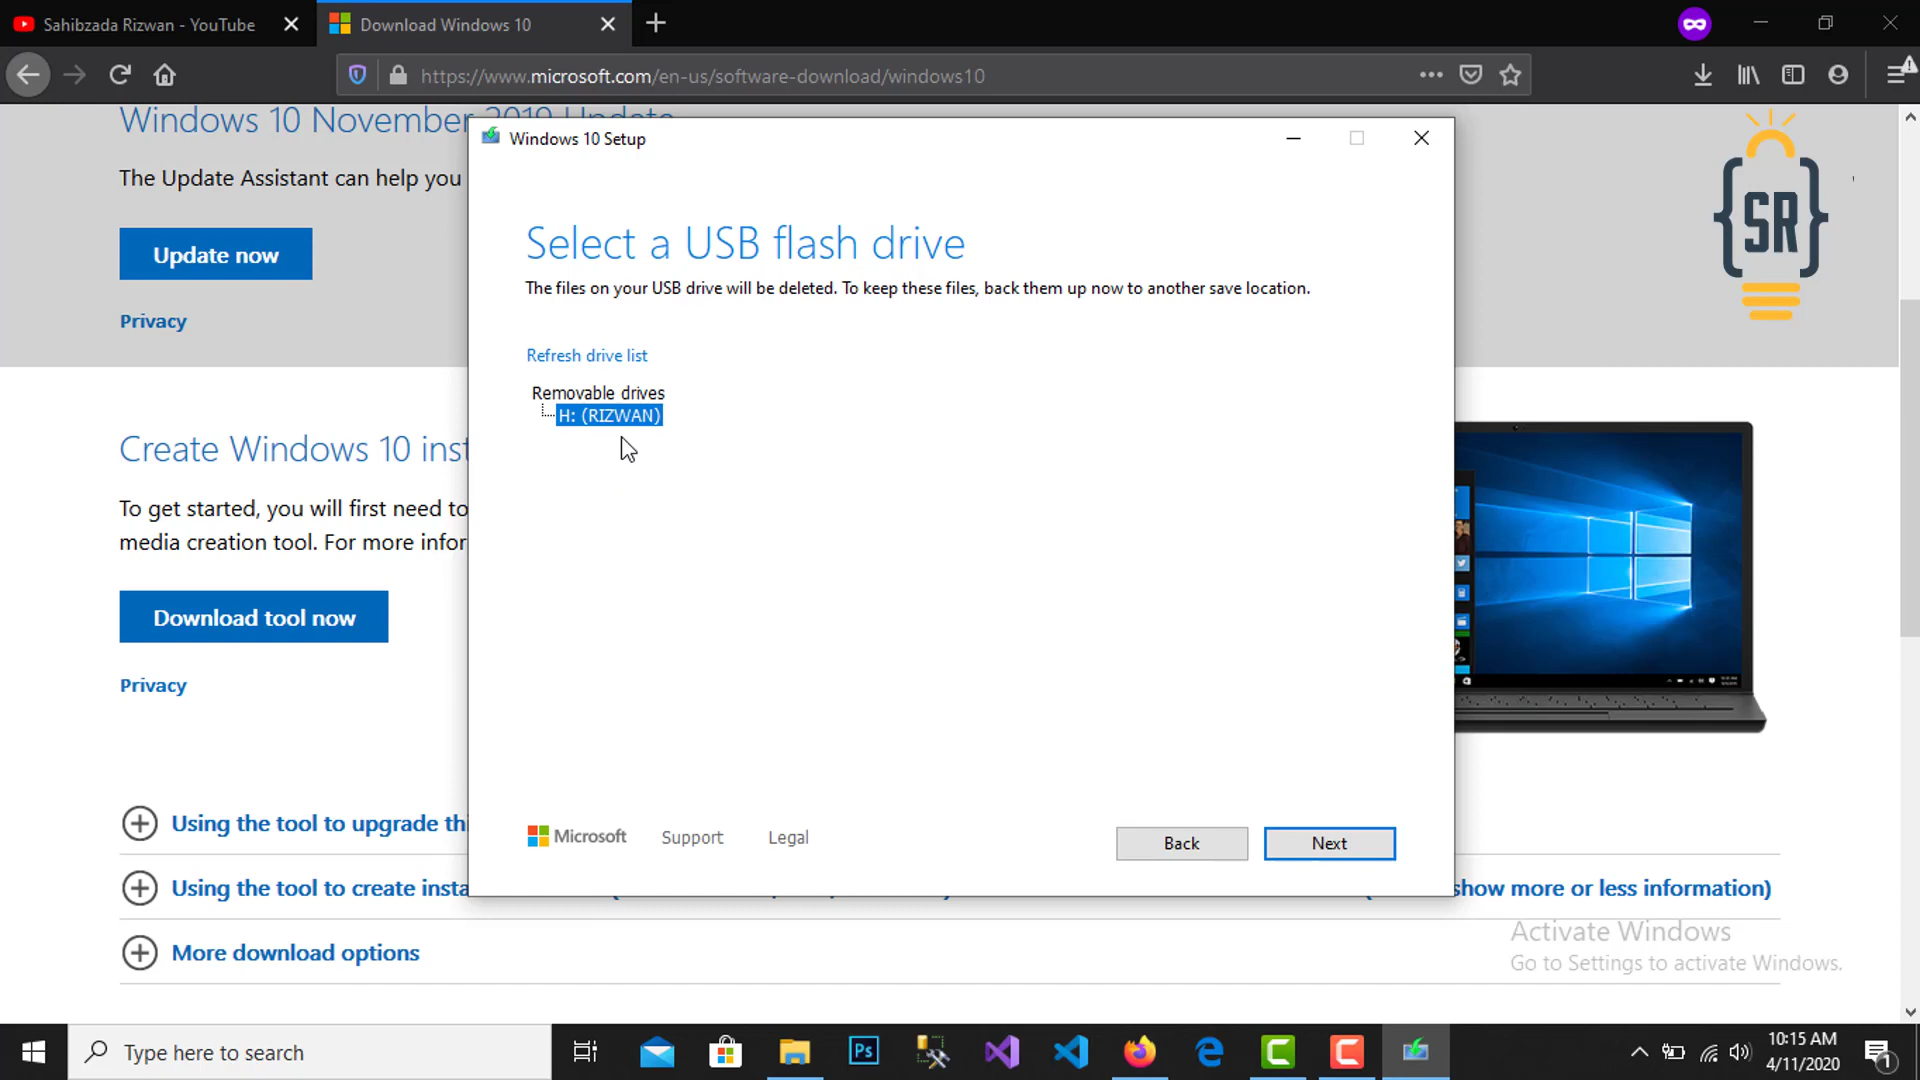 Sahibzada Rizwan - YouTube
Download Windows 10
https://www.microsoft.com/en-us/software-download/windows10
Windows 10 November 2019 Update
The Update Assistant can help you
Update now
Privacy
Windows 10 Setup
Select a USB flash drive
The files on your USB drive will be deleted. To keep these files, back them up now to another save location.
Refresh drive list
Removable drives
H: (RIZWAN)
Microsoft
Support
Legal
Back
Next
{SR}
Create Windows 10 inst
To get started, you will first need to
media creation tool. For more infor
Download tool now
Privacy
Using the tool to upgrade thi
Using the tool to create insta
show more or less information)
More download options
Activate Windows
Go to Settings to activate Windows.
Type here to search
Ps
10:15 AM
4/11/2020
1